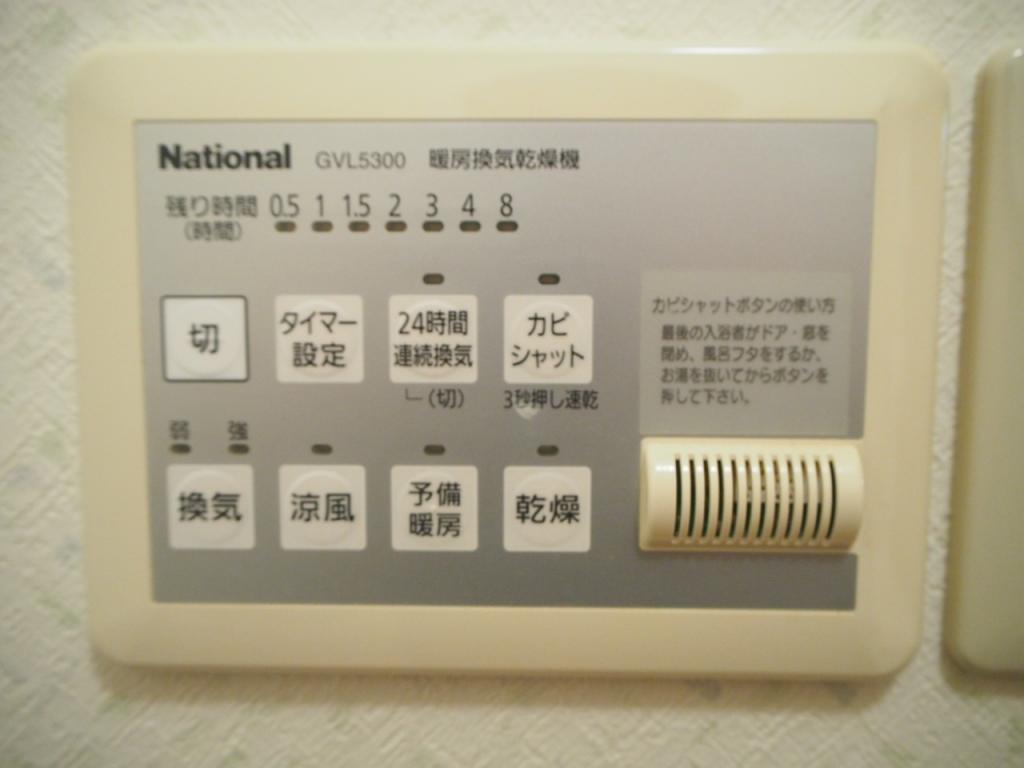 National GVL5300 暖房換気乾燥機
残り時間 0.5 1 1.5 2 3 4 8
(時間)
切
タイマー
設定
24時間
連続換気
カビ
シャット
(切)
3秒押し速乾
カビシャットボタンの使い方
最後の入浴者がドア・窓を
閉め、風呂フタをするか、
お湯を抜いてからボタンを
押して下さい。
弱 強
換気
涼風
予備
暖房
乾燥